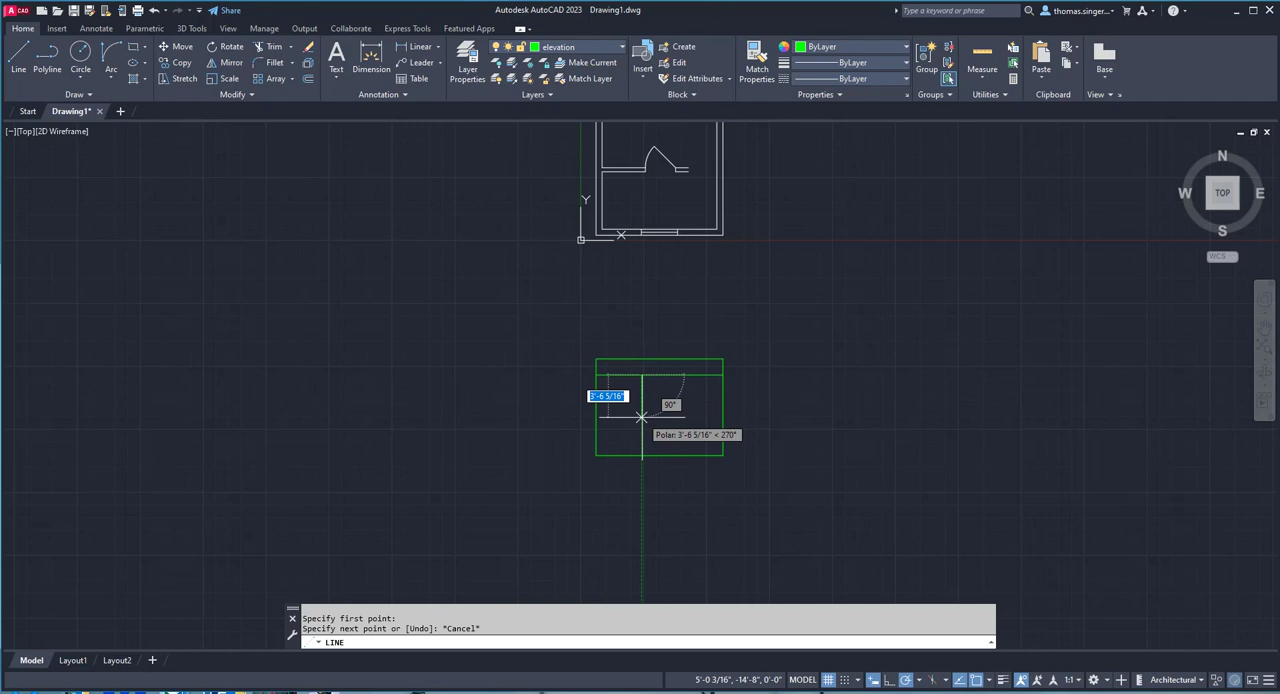 CAD Share Autodesk AutoCAD 2023 Drawing1.dwg Type a keyword or phrase thomas.singer...
Home Insert Annotate Parametric 3D Tools View Manage Output Collaborate Express Tools Featured Apps
Line Polyline Circle Arc
Move Rotate Trim
Copy Mirror Fillet
Stretch Scale Array
Text Dimension
Linear
Leader
Table
Layer Properties
elevation
Make Current
Match Layer
Insert
Create
Edit
Edit Attributes
Match Properties
ByLayer
ByLayer
ByLayer
Group Measure Paste Base
Draw Modify Annotation Layers Block Properties Groups Utilities Clipboard View
Start Drawing1*
[−][Top][2D Wireframe]
N
W TOP E
S
WCS
Y
X
3'-6 5/16"
90°
Polar: 3'-6 5/16" < 270°
Specify first point:
Specify next point or [Undo]: *Cancel*
LINE
Model Layout1 Layout2
5'-0 3/16", -14'-8", 0'-0" MODEL 1:1 Architectural